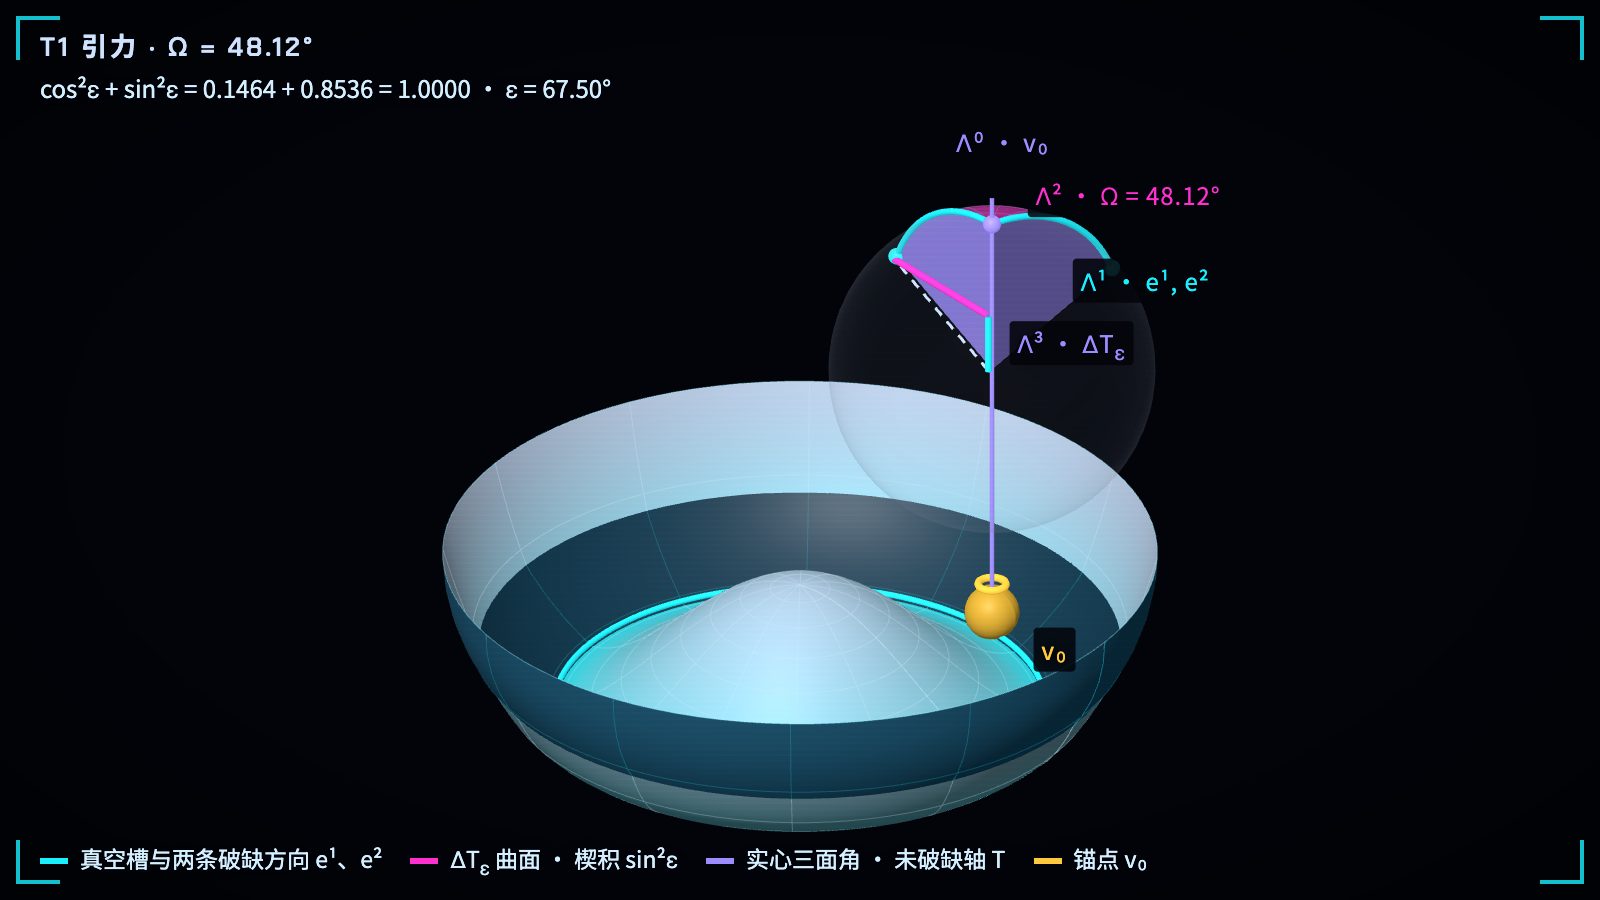 T1 引力 · Ω = 48.12°
cos²ε + sin²ε = 0.1464 + 0.8536 = 1.0000 · ε = 67.50°
Λ⁰ · v₀
Λ² · Ω = 48.12°
Λ¹ · e¹, e²
Λ³ · ΔT_ε
v₀
真空槽与两条破缺方向 e¹、e²
ΔT_ε 曲面 · 楔积 sin²ε
实心三面角 · 未破缺轴 T
锚点 v₀